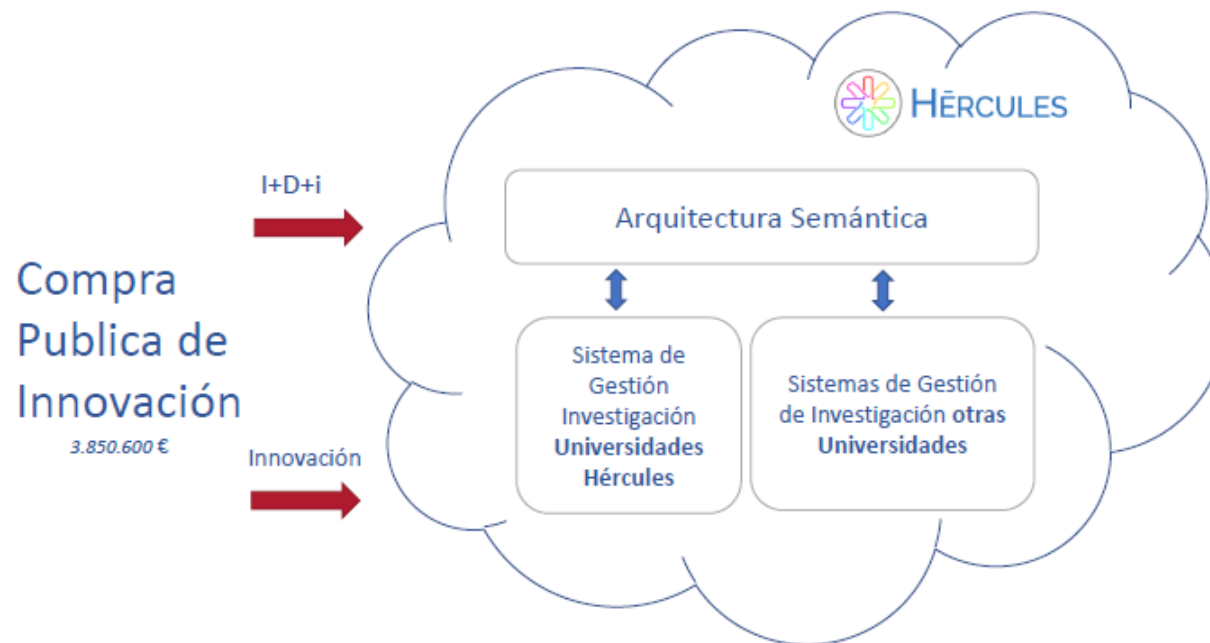 HĒRCULES
I+D+i
Arquitectura Semántica
Compra
Publica de
Innovación
3.850.600 €
Innovación
Sistema de
Gestión
Investigación
Universidades
Hércules
Sistemas de Gestión
de Investigación otras
Universidades